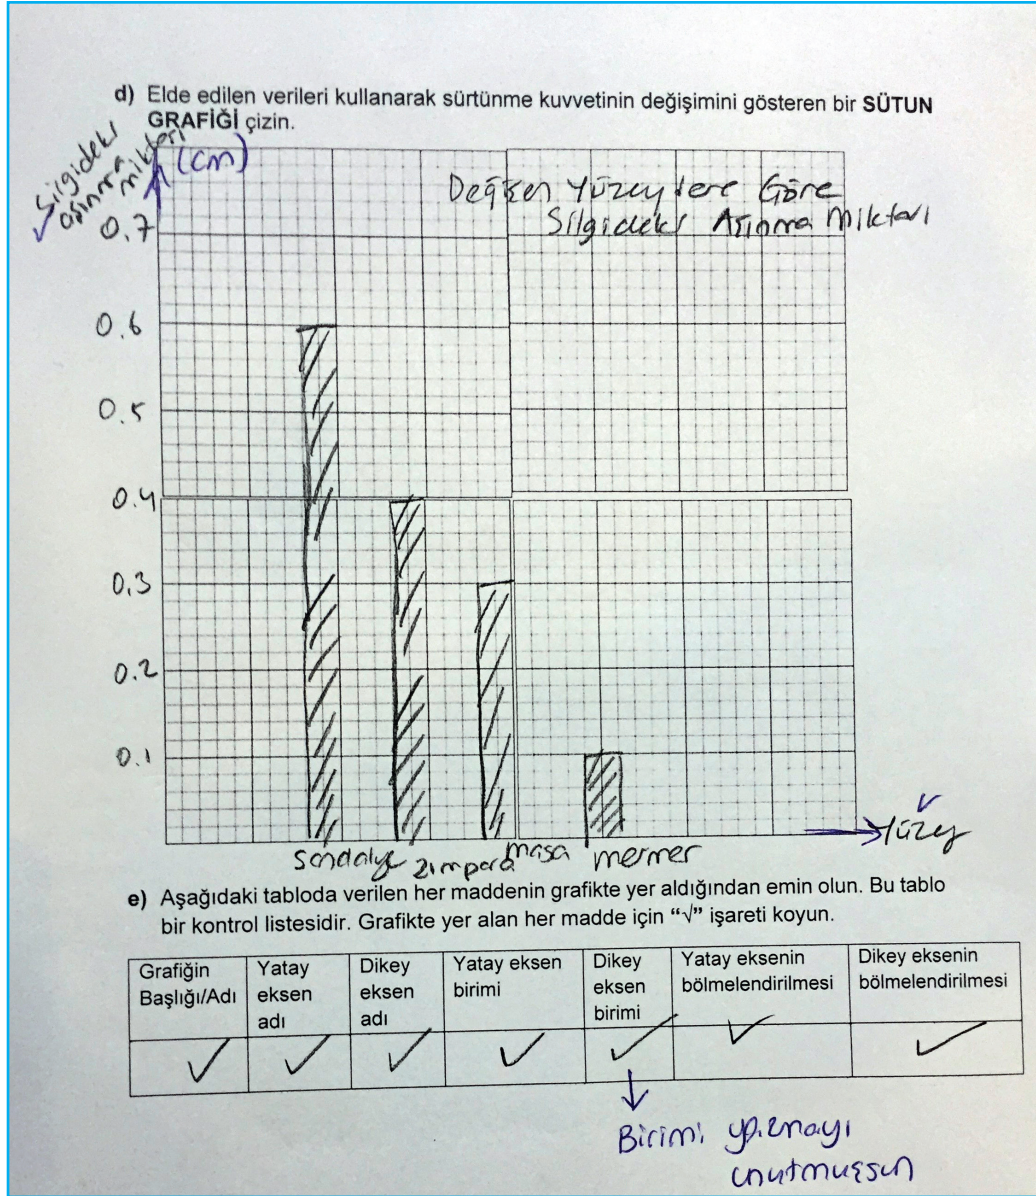 d) Elde edilen verileri kullanarak sürtünme kuvvetinin değişimini gösteren bir SÜTUN
GRAFİĞİ çizin.
Silgideki
aşınma
miktarı
(cm)
Değişen Yüzeylere Göre
Silgideki Aşınma Miktarı
0.7
0.6
0.5
0.4
0.3
0.2
0.1
Yüzey
Sandalye zımpara masa mermer
e) Aşağıdaki tabloda verilen her maddenin grafikte yer aldığından emin olun. Bu tablo
bir kontrol listesidir. Grafikte yer alan her madde için “√” işareti koyun.
Grafiğin
Başlığı/Adı
Yatay
eksen
adı
Dikey
eksen
adı
Yatay eksen
birimi
Dikey
eksen
birimi
Yatay eksenin
bölmelendirilmesi
Dikey eksenin
bölmelendirilmesi
✓ ✓ ✓ ✓ ✓ ✓ ✓
Birimi yazmayı
unutmuşsun